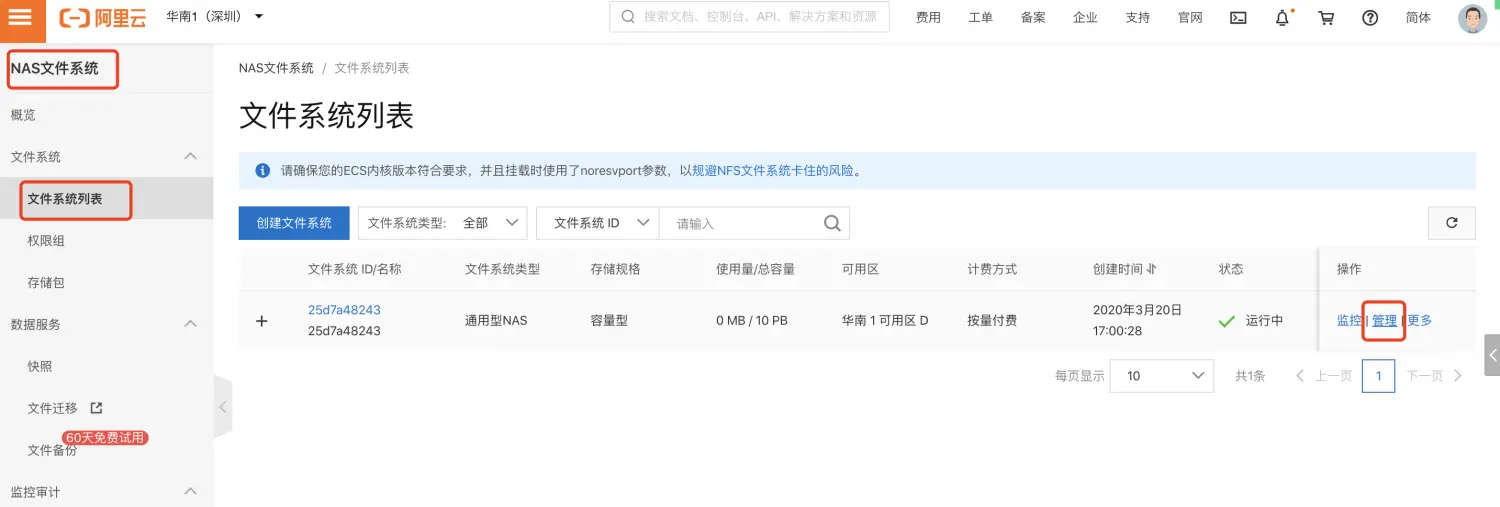 阿里云 华南1（深圳） 搜索文档、控制台、API、解决方案和资源 费用 工单 备案 企业 支持 官网 简体
NAS文件系统
概览
文件系统
文件系统列表
权限组
存储包
数据服务
快照
文件迁移
60天免费试用
文件备份
监控审计
NAS文件系统 / 文件系统列表
文件系统列表
请确保您的ECS内核版本符合要求，并且挂载时使用了noresvport参数，以规避NFS文件系统卡住的风险。
创建文件系统 文件系统类型: 全部 文件系统 ID 请输入
文件系统 ID/名称 文件系统类型 存储规格 使用量/总容量 可用区 计费方式 创建时间 状态 操作
25d7a48243
25d7a48243 通用型NAS 容量型 0 MB / 10 PB 华南 1 可用区 D 按量付费 2020年3月20日
17:00:28 运行中 监控 | 管理 | 更多
每页显示 10 共1条 上一页 1 下一页